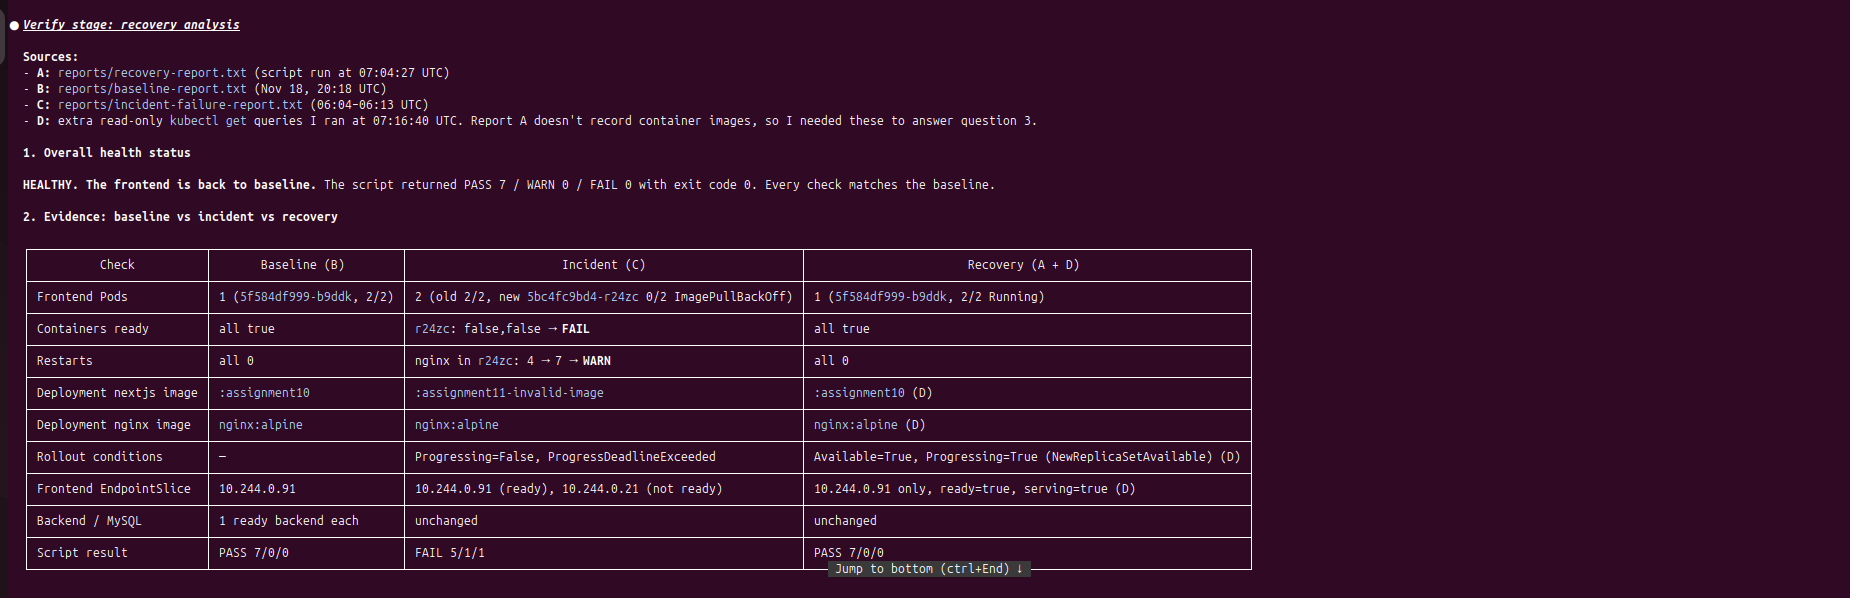 ● Verify stage: recovery analysis
Sources:
- A: reports/recovery-report.txt (script run at 07:04:27 UTC)
- B: reports/baseline-report.txt (Nov 18, 20:18 UTC)
- C: reports/incident-failure-report.txt (06:04–06:13 UTC)
- D: extra read-only kubectl get queries I ran at 07:16:40 UTC. Report A doesn't record container images, so I needed these to answer question 3.
1. Overall health status
HEALTHY. The frontend is back to baseline. The script returned PASS 7 / WARN 0 / FAIL 0 with exit code 0. Every check matches the baseline.
2. Evidence: baseline vs incident vs recovery
Check Baseline (B) Incident (C) Recovery (A + D)
Frontend Pods 1 (5f584df999-b9ddk, 2/2) 2 (old 2/2, new 5bc4fc9bd4-r24zc 0/2 ImagePullBackOff) 1 (5f584df999-b9ddk, 2/2 Running)
Containers ready all true r24zc: false,false → FAIL all true
Restarts all 0 nginx in r24zc: 4 → 7 → WARN all 0
Deployment nextjs image :assignment10 :assignment11-invalid-image :assignment10 (D)
Deployment nginx image nginx:alpine nginx:alpine nginx:alpine (D)
Rollout conditions — Progressing=False, ProgressDeadlineExceeded Available=True, Progressing=True (NewReplicaSetAvailable) (D)
Frontend EndpointSlice 10.244.0.91 10.244.0.91 (ready), 10.244.0.21 (not ready) 10.244.0.91 only, ready=true, serving=true (D)
Backend / MySQL 1 ready backend each unchanged unchanged
Script result PASS 7/0/0 FAIL 5/1/1 PASS 7/0/0
Jump to bottom (ctrl+End) ↓